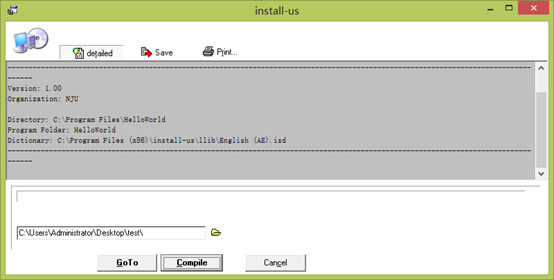 install-us
detailed Save Print...
------
Version: 1.00
Organization: NJU
Directory: C:\Program Files\HelloWorld
Program Folder: HelloWorld
Dictionary: C:\Program Files (x86)\install-us\llib\English (AE).isd
------
C:\Users\Administrator\Desktop\test\
GoTo Compile Cancel